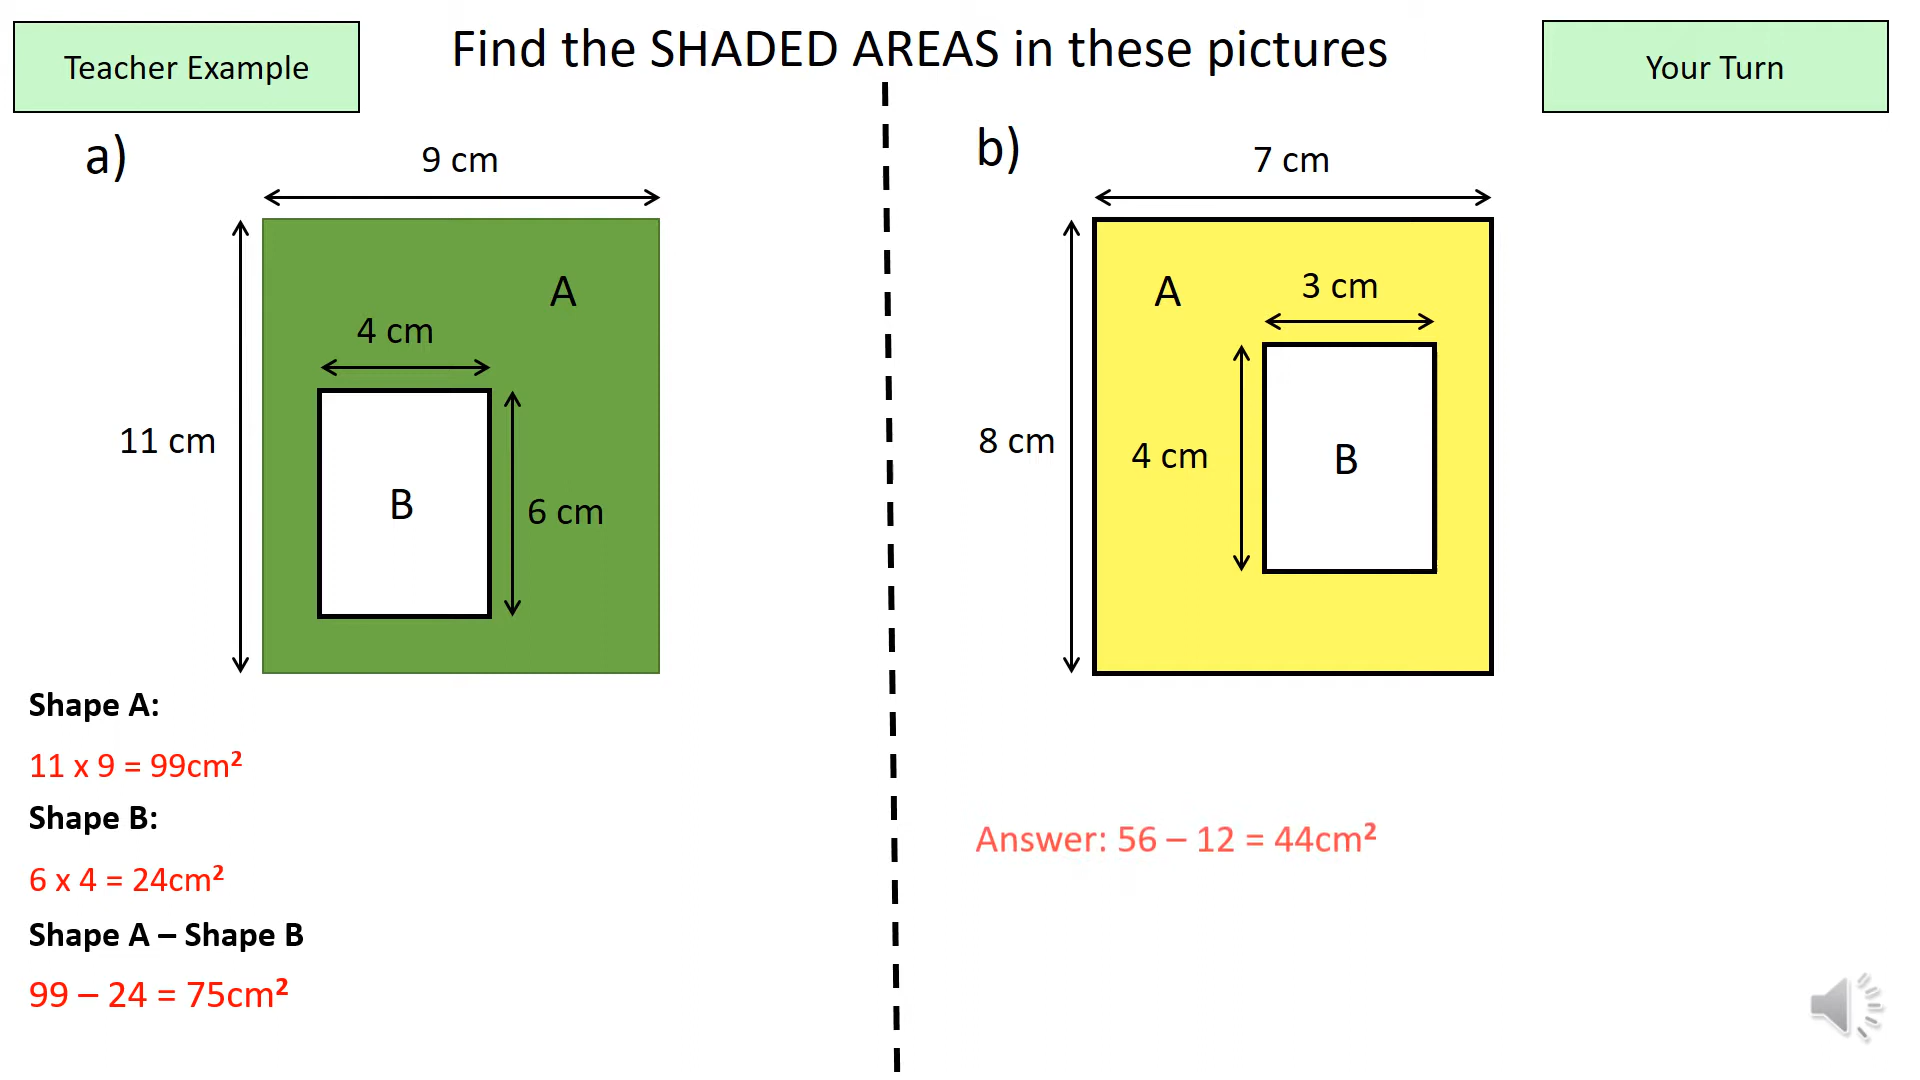 Teacher Example
Find the SHADED AREAS in these pictures
Your Turn
a)
9 cm
A
4 cm
11 cm
B
6 cm
Shape A:
11 x 9 = 99cm²
Shape B:
6 x 4 = 24cm²
Shape A – Shape B
99 – 24 = 75cm²
b)
7 cm
A
3 cm
8 cm
4 cm
B
Answer: 56 – 12 = 44cm²